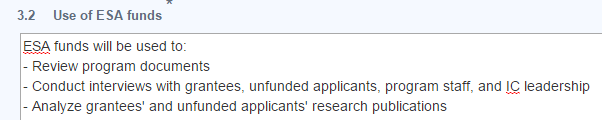 3.2 Use of ESA funds *
ESA funds will be used to:
- Review program documents
- Conduct interviews with grantees, unfunded applicants, program staff, and IC leadership
- Analyze grantees' and unfunded applicants' research publications